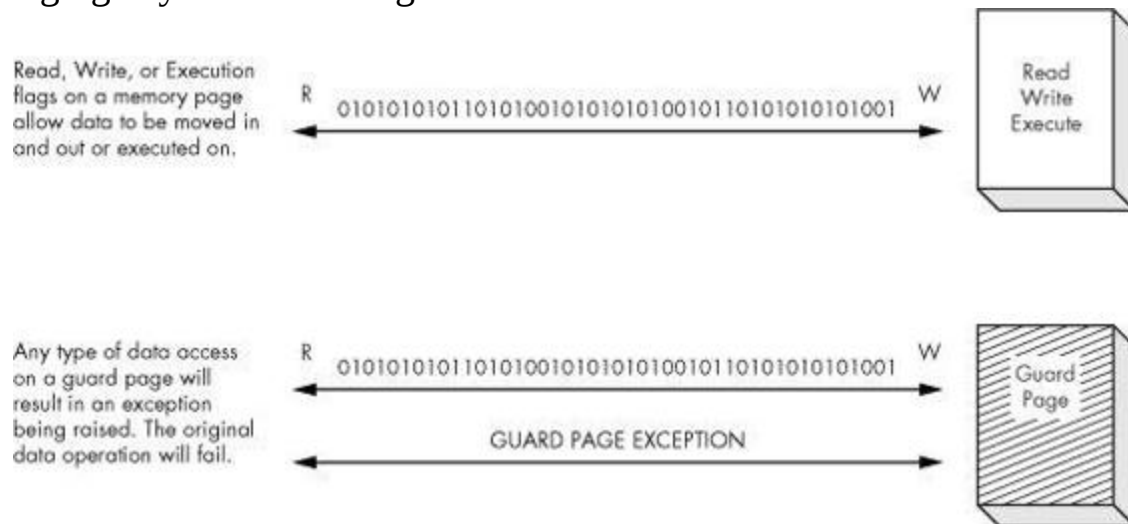 Read, Write, or Execution
flags on a memory page
allow data to be moved in
and out or executed on.
R
010101010110101001010101010010110101010101001
W
Read
Write
Execute
Any type of data access
on a guard page will
result in an exception
being raised. The original
data operation will fail.
R
010101010110101001010101010010110101010101001
W
GUARD PAGE EXCEPTION
Guard
Page